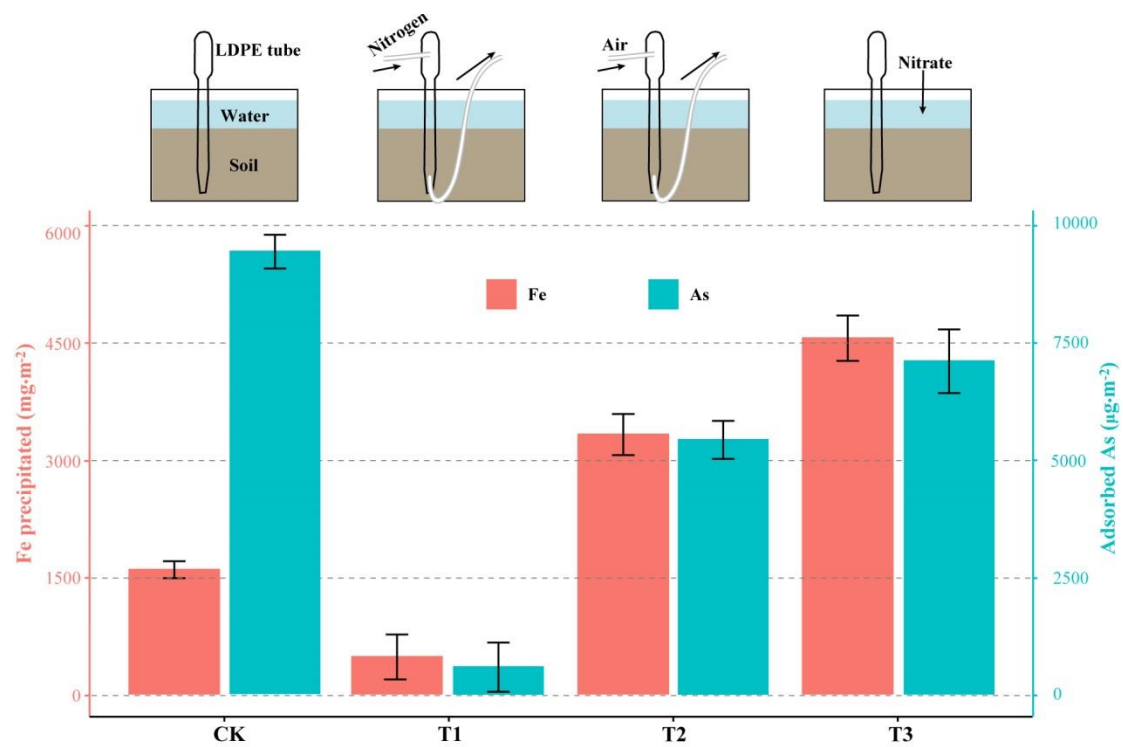 LDPE tube
Water
Soil
Nitrogen
Air
Nitrate
Fe precipitated (mg·m-2)
6000
4500
3000
1500
0
Fe
As
10000
7500
5000
2500
0
Adsorbed As (μg·m-2)
CK
T1
T2
T3